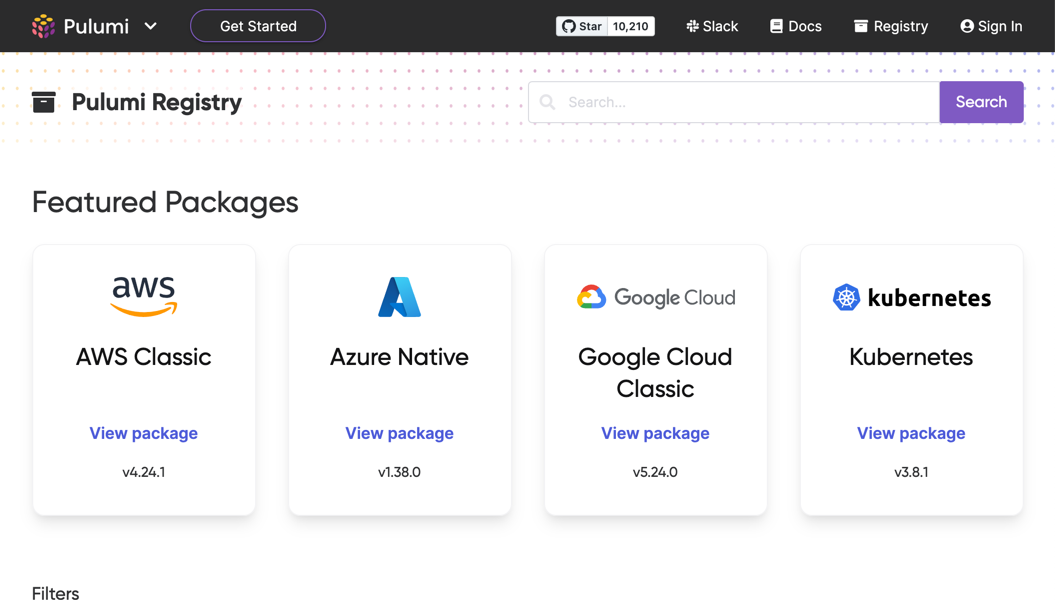 Pulumi
Get Started
Star 10,210
Slack
Docs
Registry
Sign In
Pulumi Registry
Search...
Search
Featured Packages
aws
AWS Classic
View package
v4.24.1
Azure Native
View package
v1.38.0
Google Cloud
Google Cloud
Classic
View package
v5.24.0
kubernetes
Kubernetes
View package
v3.8.1
Filters